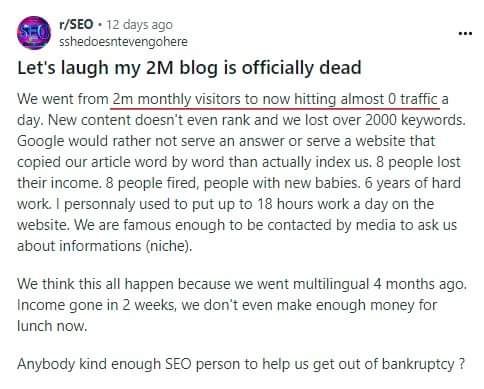 r/SEO • 12 days ago
sshedoesntevengohere
Let's laugh my 2M blog is officially dead
We went from 2m monthly visitors to now hitting almost 0 traffic a
day. New content doesn't even rank and we lost over 2000 keywords.
Google would rather not serve an answer or serve a website that
copied our article word by word than actually index us. 8 people lost
their income. 8 people fired, people with new babies. 6 years of hard
work. I personnaly used to put up to 18 hours work a day on the
website. We are famous enough to be contacted by media to ask us
about informations (niche).
We think this all happen because we went multilingual 4 months ago.
Income gone in 2 weeks, we don't even make enough money for
lunch now.
Anybody kind enough SEO person to help us get out of bankruptcy ?